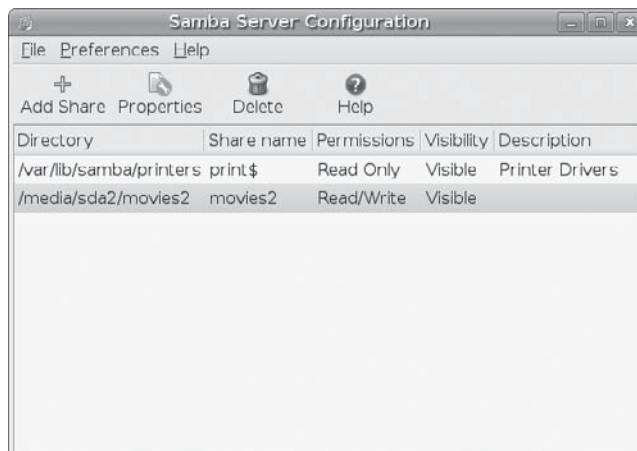 Samba Server Configuration
File Preferences Help
Add Share Properties Delete Help
Directory Share name Permissions Visibility Description
/var/lib/samba/printers print$ Read Only Visible Printer Drivers
/media/sda2/movies2 movies2 Read/Write Visible